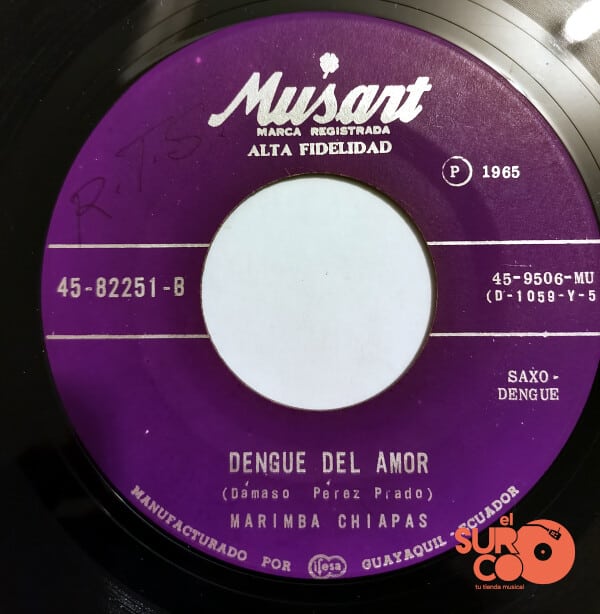 Musart
MARCA REGISTRADA
ALTA FIDELIDAD
R.T.S.
P 1965
45-82251-B
45-9506-MU
(D-1059-Y-5
SAXO-
DENGUE
DENGUE DEL AMOR
(Dámaso Pérez Prado)
MARIMBA CHIAPAS
MANUFACTURADO POR ifesa GUAYAQUIL-ECUADOR
el
SURCO
tu tienda musical